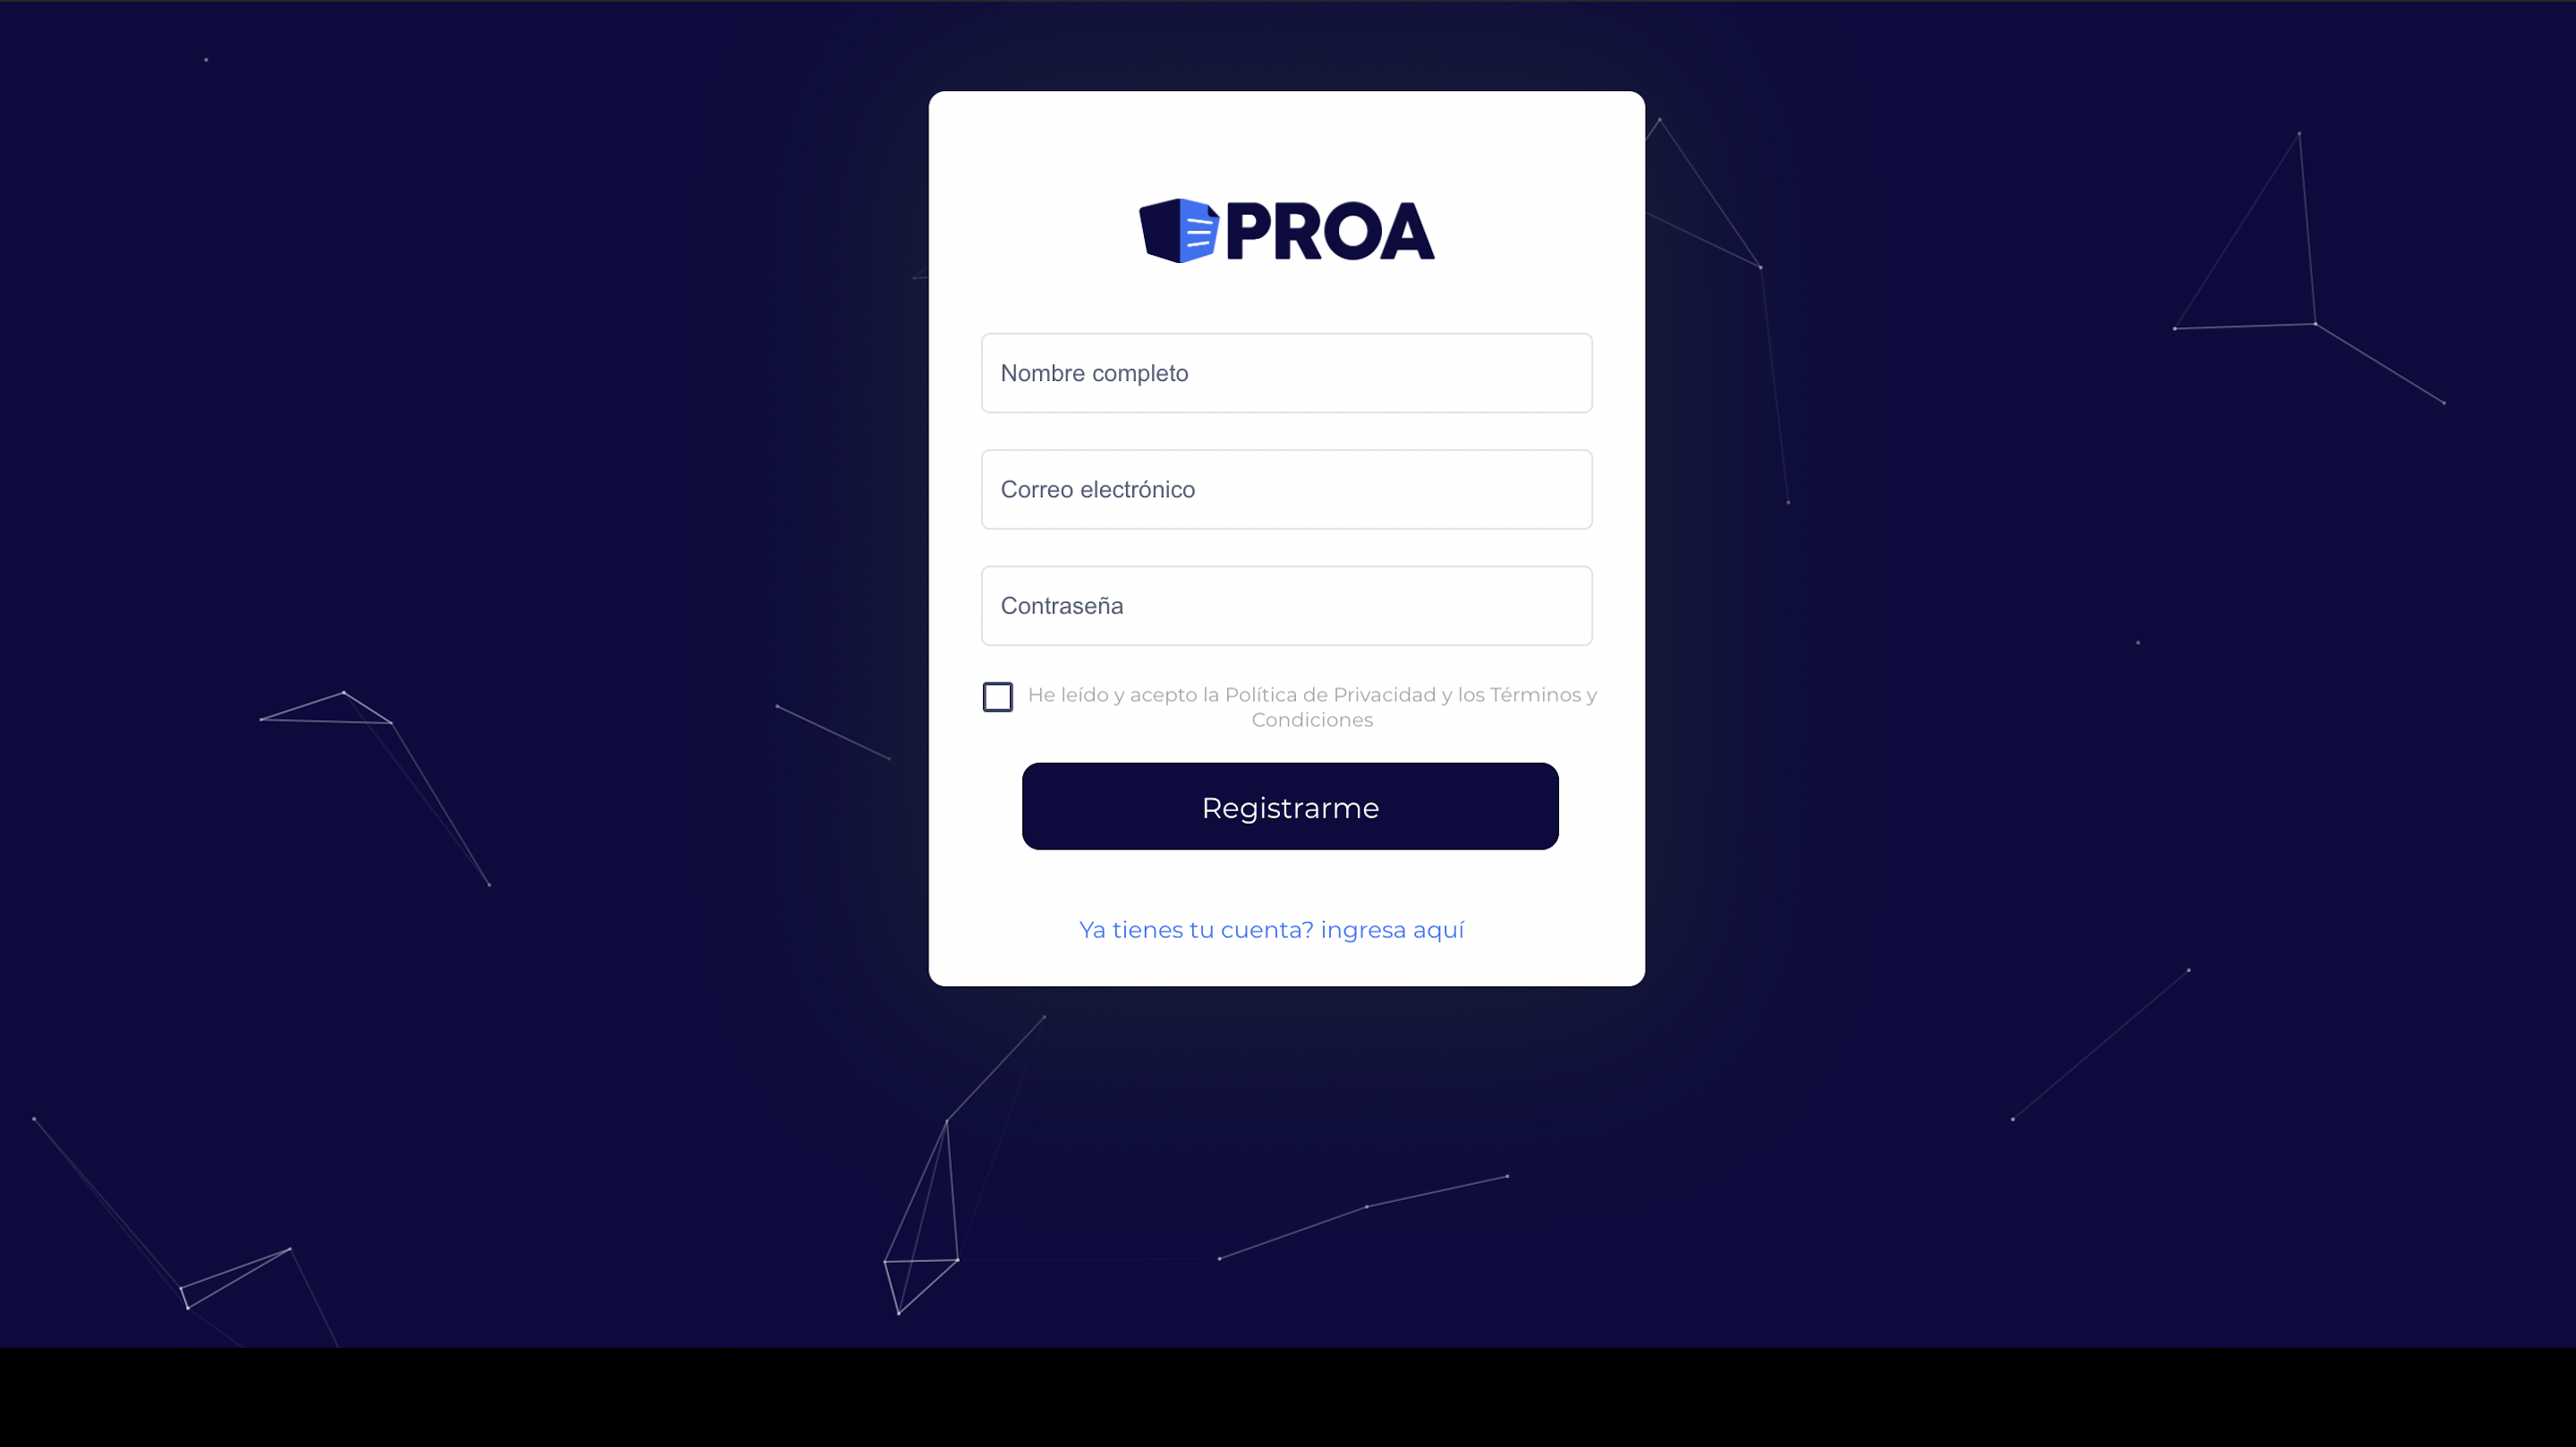 PROA
Nombre completo
Correo electrónico
Contraseña
He leído y acepto la Política de Privacidad y los Términos y
Condiciones
Registrarme
Ya tienes tu cuenta? ingresa aquí